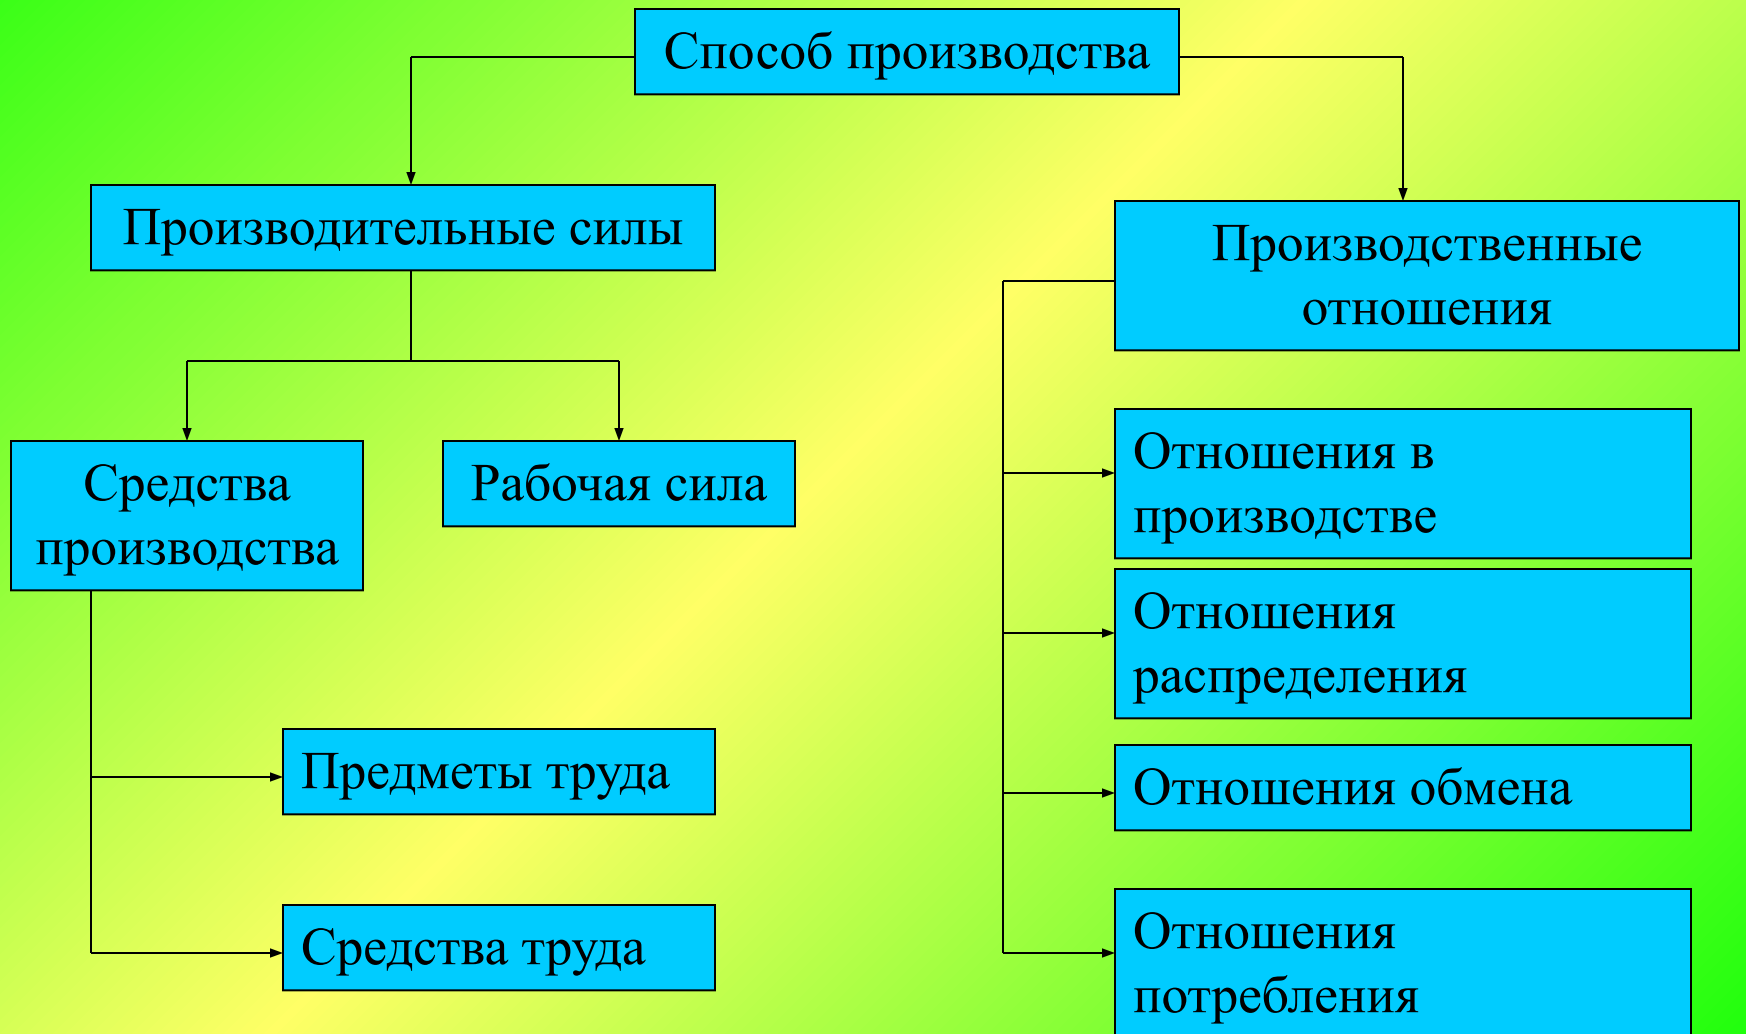 Способ производства
Производительные силы
Производственные
отношения
Средства
производства
Рабочая сила
Предметы труда
Средства труда
Отношения в
производстве
Отношения
распределения
Отношения обмена
Отношения
потребления